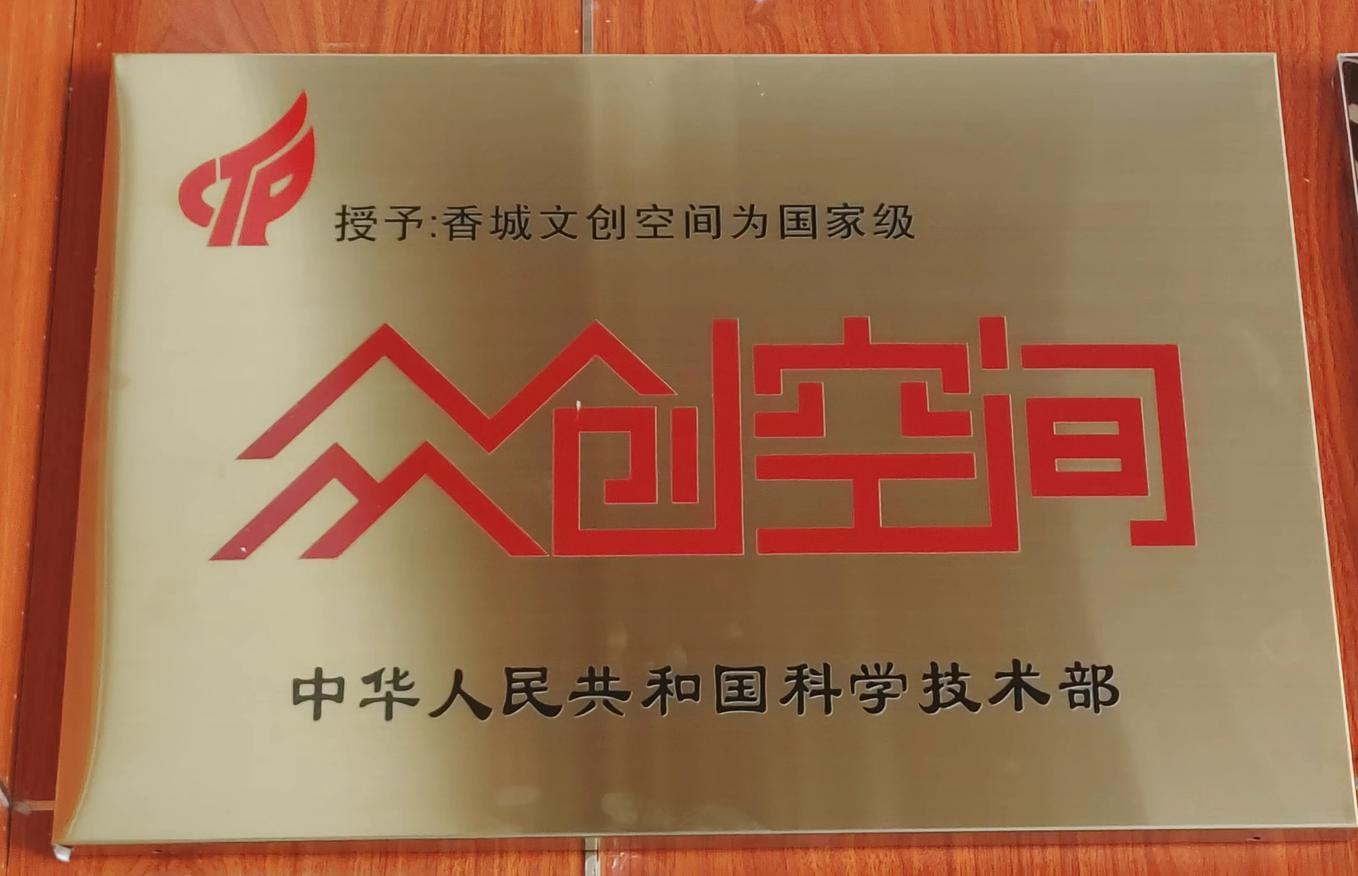 CTP
授予:香城文创空间为国家级
众创空间
中华人民共和国科学技术部